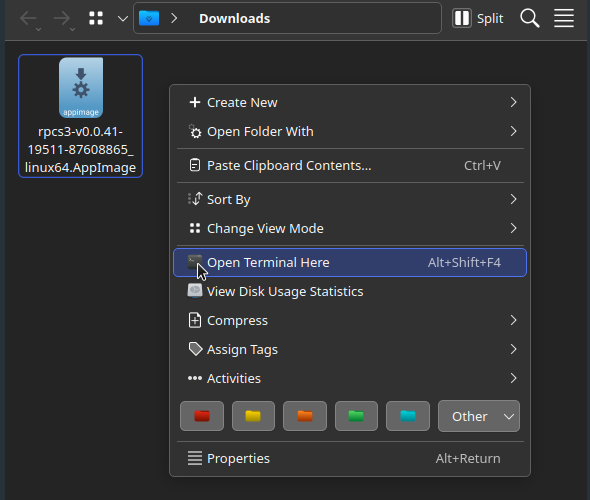 Downloads
Split
appimage
rpcs3-v0.0.41-
19511-87608865_
linux64.AppImage
Create New
Open Folder With
Paste Clipboard Contents... Ctrl+V
Sort By
Change View Mode
Open Terminal Here Alt+Shift+F4
View Disk Usage Statistics
Compress
Assign Tags
Activities
Other
Properties Alt+Return